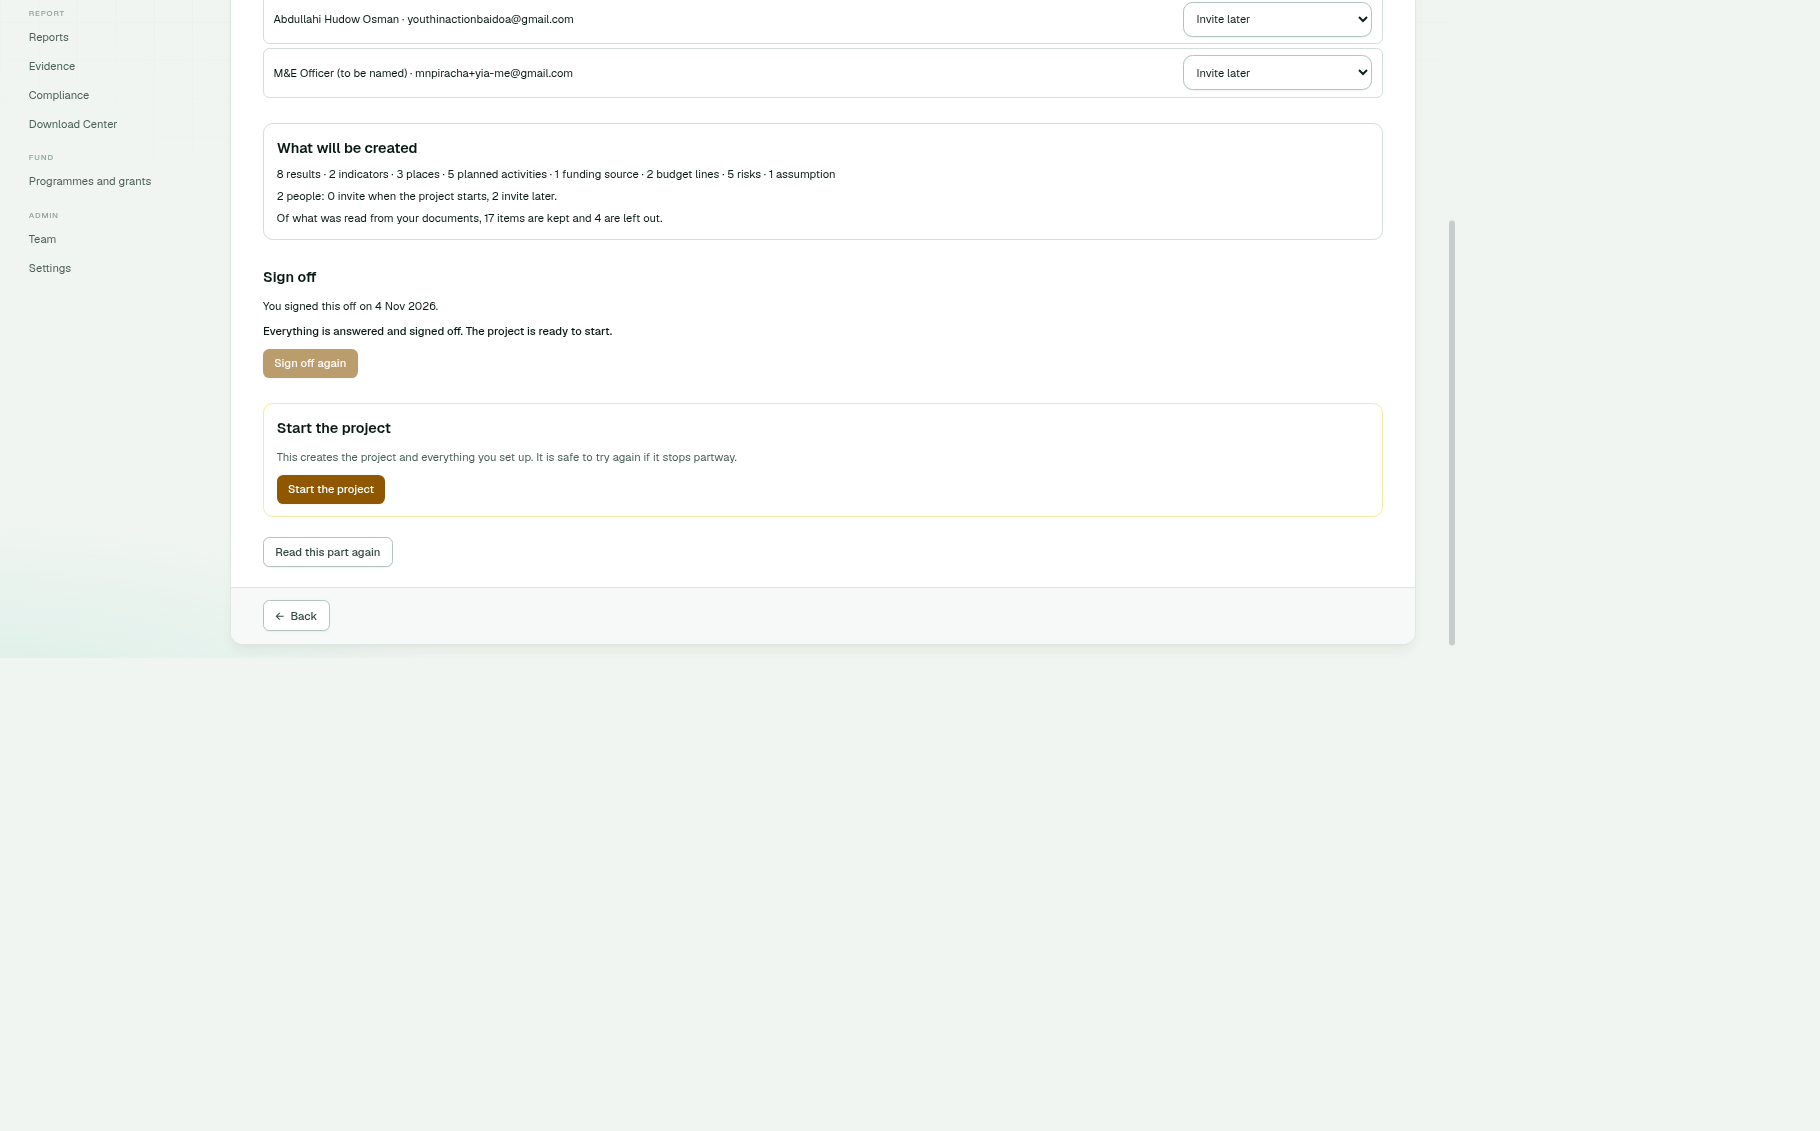 REPORT
Reports
Evidence
Compliance
Download Center
FUND
Programmes and grants
ADMIN
Team
Settings
Abdullahi Hudow Osman · youthinactionbaidoa@gmail.com
Invite later
M&E Officer (to be named) · mnpiracha+yia-me@gmail.com
Invite later
What will be created
8 results · 2 indicators · 3 places · 5 planned activities · 1 funding source · 2 budget lines · 5 risks · 1 assumption
2 people: 0 invite when the project starts, 2 invite later.
Of what was read from your documents, 17 items are kept and 4 are left out.
Sign off
You signed this off on 4 Nov 2026.
Everything is answered and signed off. The project is ready to start.
Sign off again
Start the project
This creates the project and everything you set up. It is safe to try again if it stops partway.
Start the project
Read this part again
← Back